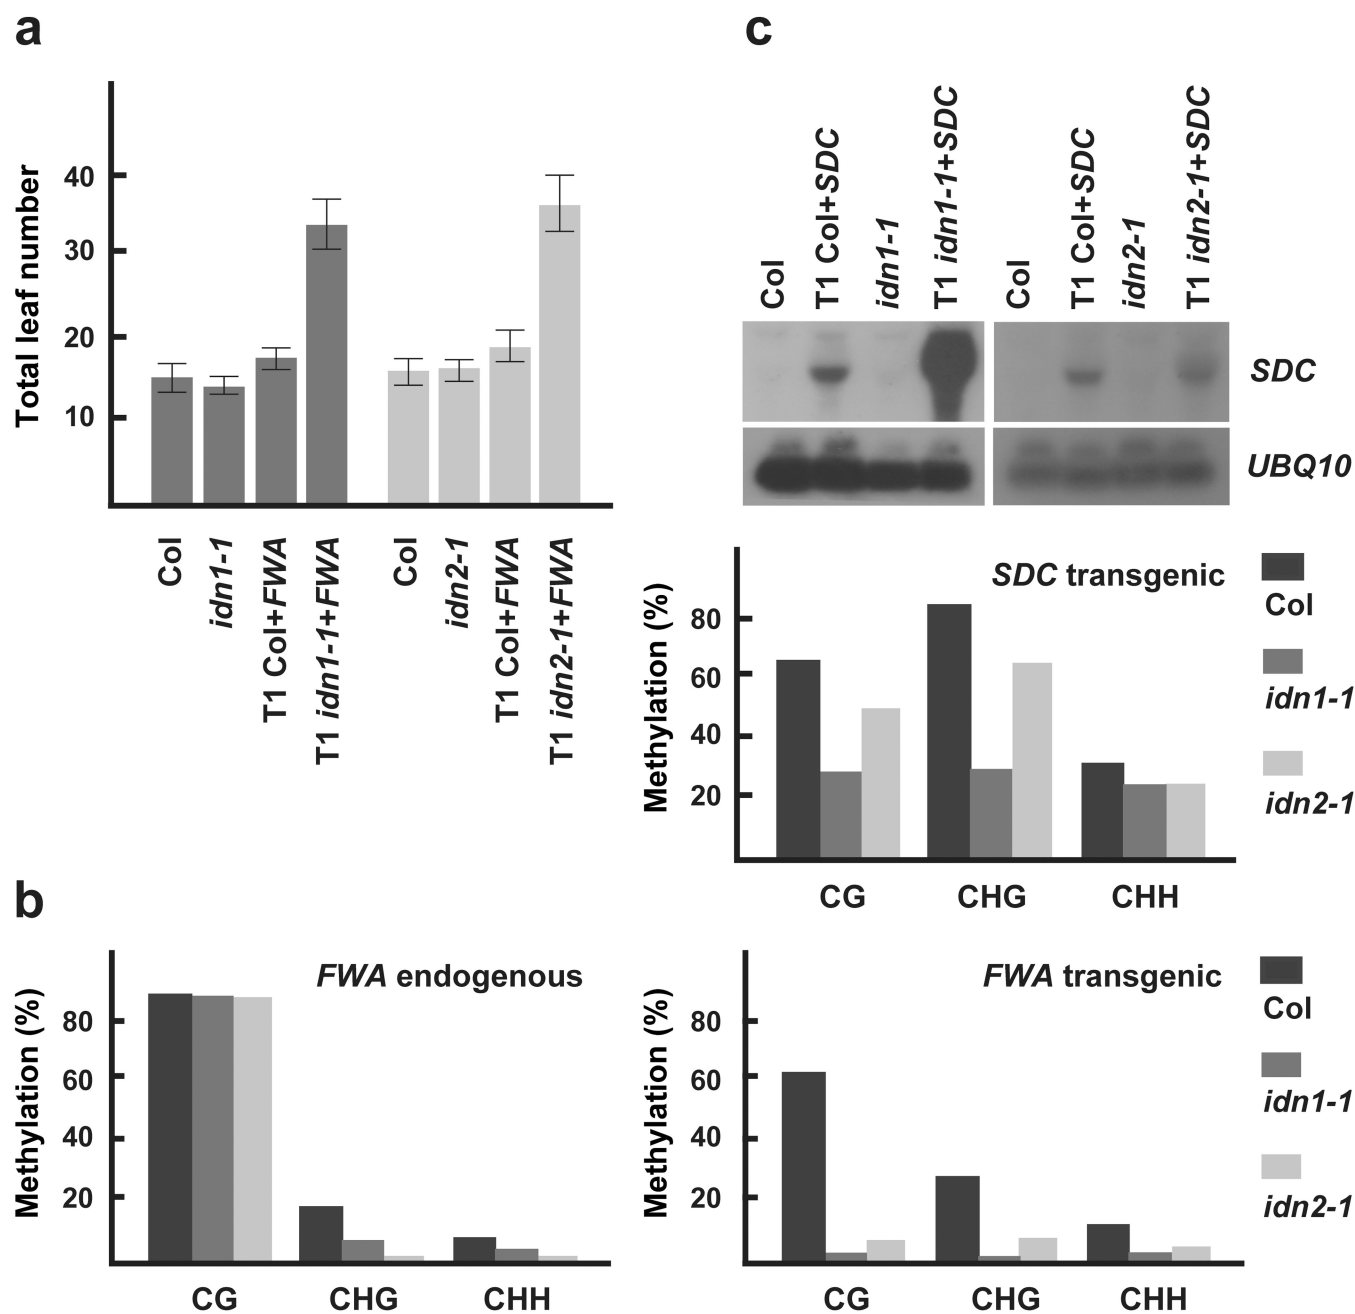 a
Total leaf number
40
30
20
10
Col
idn1-1
T1 Col+FWA
T1 idn1-1+FWA
Col
idn2-1
T1 Col+FWA
T1 idn2-1+FWA
c
Col
T1 Col+SDC
idn1-1
T1 idn1-1+SDC
Col
T1 Col+SDC
idn2-1
T1 idn2-1+SDC
SDC
UBQ10
SDC transgenic
Methylation (%)
80
60
40
20
CG CHG CHH
Col
idn1-1
idn2-1
b
FWA endogenous
Methylation (%)
80
60
40
20
CG CHG CHH
FWA transgenic
Methylation (%)
80
60
40
20
CG CHG CHH
Col
idn1-1
idn2-1